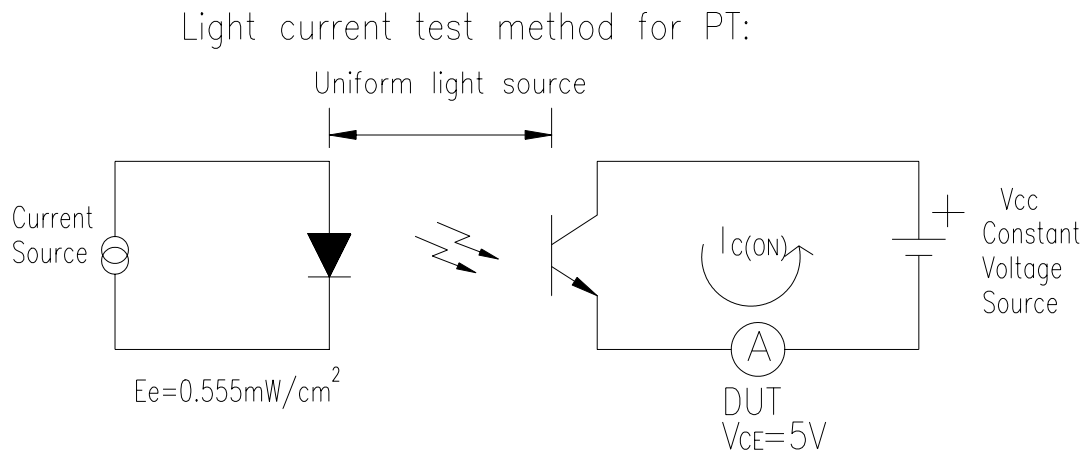 Light current test method for PT:
Uniform light source
Current
Source
Vcc
Constant
Voltage
Source
IC(ON)
A
Ee=0.555mW/cm²
DUT
VCE=5V